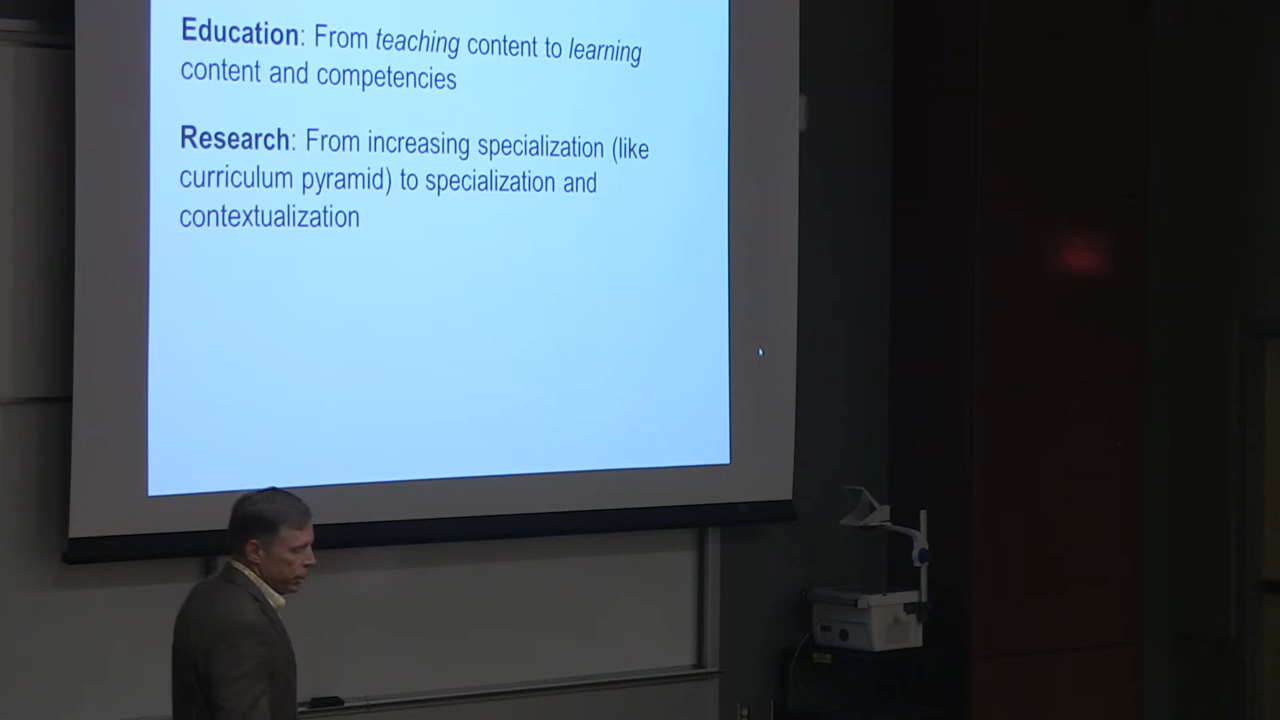 Education: From teaching content to learning
content and competencies
Research: From increasing specialization (like
curriculum pyramid) to specialization and
contextualization